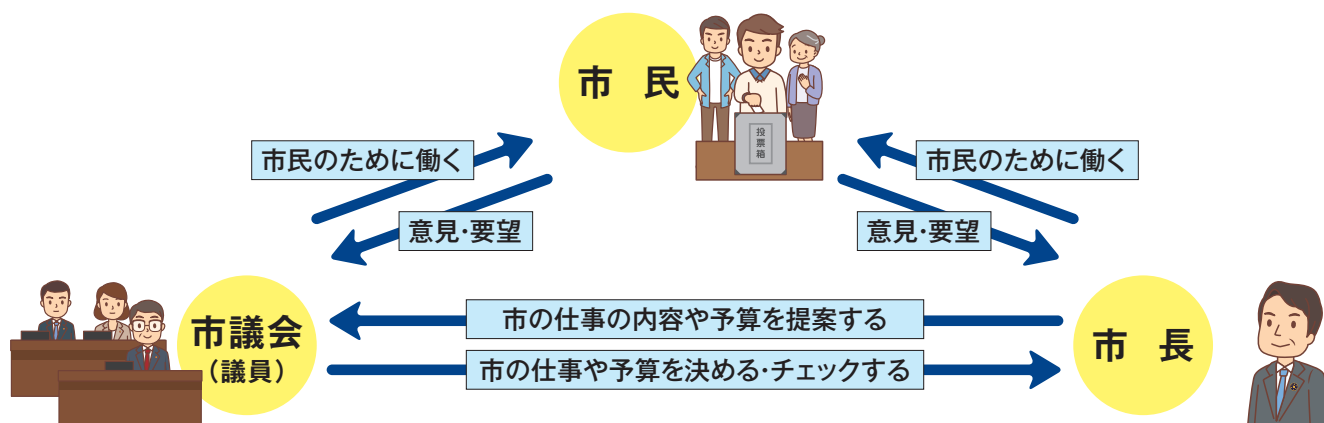 市 民
投票箱
市民のために働く
市民のために働く
意見・要望
意見・要望
市議会
（議員）
市の仕事の内容や予算を提案する
市の仕事や予算を決める・チェックする
市 長